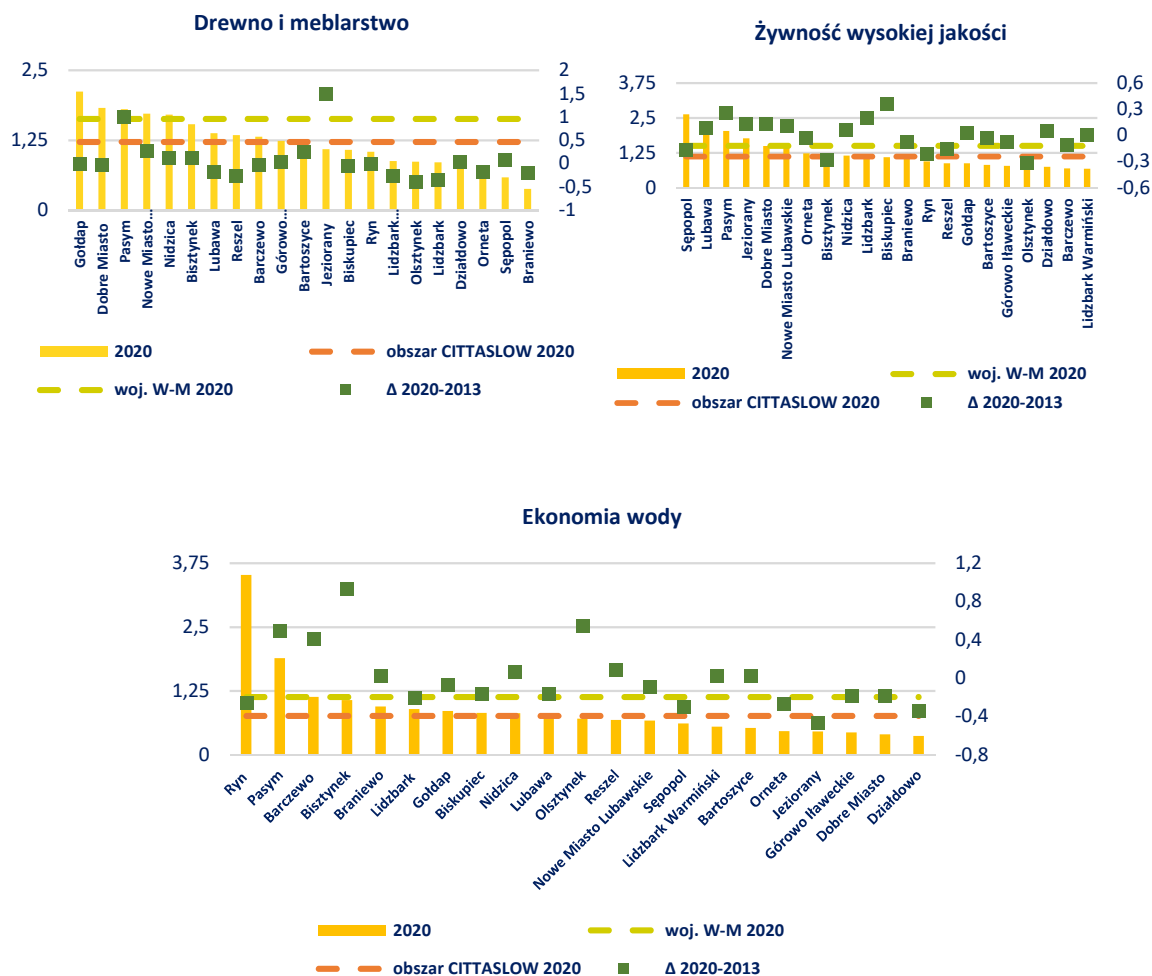 Drewno i meblarstwo
2,5
1,25
0
2
1,5
1
0,5
0
-0,5
-1
Gołdap
Dobre Miasto
Pasym
Nowe Miasto…
Nidzica
Bisztynek
Lubawa
Reszel
Barczewo
Górowo…
Bartoszyce
Jeziorany
Biskupiec
Ryn
Lidzbark…
Olsztynek
Lidzbark
Działdowo
Orneta
Sępopol
Braniewo
2020
obszar CITTASLOW 2020
woj. W-M 2020
Δ 2020-2013
Żywność wysokiej jakości
3,75
2,5
1,25
0
0,6
0,3
0
-0,3
-0,6
Sępopol
Lubawa
Pasym
Jeziorany
Dobre Miasto
Nowe Miasto Lubawskie
Orneta
Bisztynek
Nidzica
Lidzbark
Biskupiec
Braniewo
Ryn
Reszel
Gołdap
Bartoszyce
Górowo Iławeckie
Olsztynek
Działdowo
Barczewo
Lidzbark Warmiński
2020
woj. W-M 2020
obszar CITTASLOW 2020
Δ 2020-2013
Ekonomia wody
3,75
2,5
1,25
0
1,2
0,8
0,4
0
-0,4
-0,8
Ryn
Pasym
Barczewo
Bisztynek
Braniewo
Lidzbark
Gołdap
Biskupiec
Nidzica
Lubawa
Olsztynek
Reszel
Nowe Miasto Lubawskie
Sępopol
Lidzbark Warmiński
Bartoszyce
Orneta
Jeziorany
Górowo Iławeckie
Dobre Miasto
Działdowo
2020
woj. W-M 2020
obszar CITTASLOW 2020
Δ 2020-2013